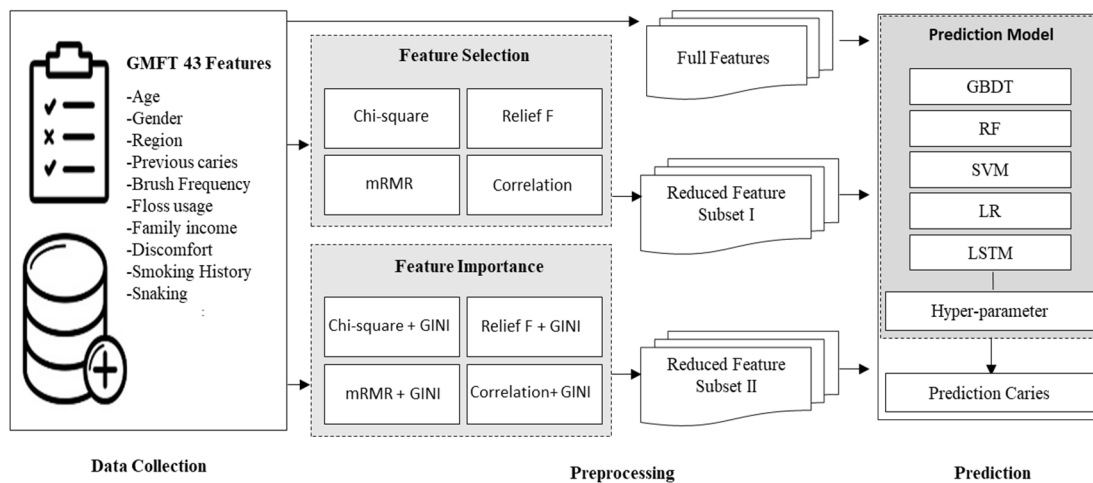 GMFT 43 Features
-Age
-Gender
-Region
-Previous caries
-Brush Frequency
-Floss usage
-Family income
-Discomfort
-Smoking History
-Snaking
:
Data Collection
Feature Selection
Chi-square
Relief F
mRMR
Correlation
Feature Importance
Chi-square + GINI
Relief F + GINI
mRMR + GINI
Correlation+ GINI
Full Features
Reduced Feature
Subset I
Reduced Feature
Subset II
Preprocessing
Prediction Model
GBDT
RF
SVM
LR
LSTM
Hyper-parameter
Prediction Caries
Prediction